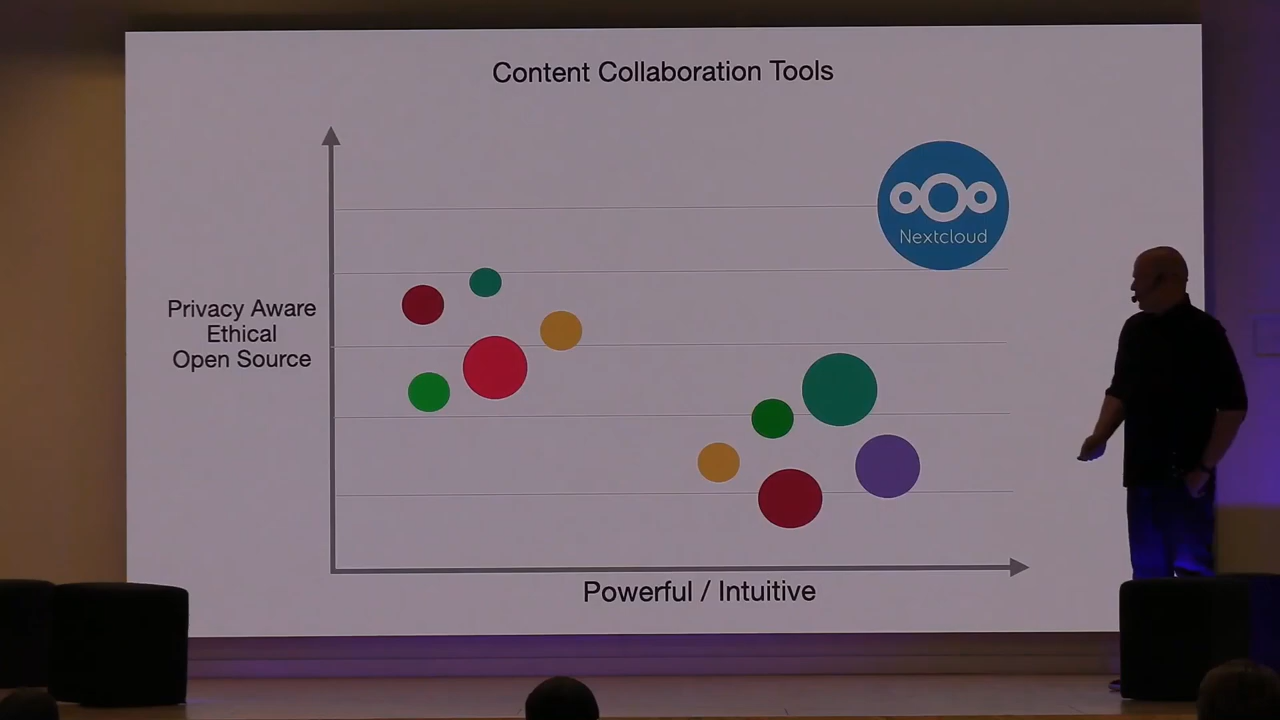 Content Collaboration Tools
Nextcloud
Privacy Aware
Ethical
Open Source
Powerful / Intuitive